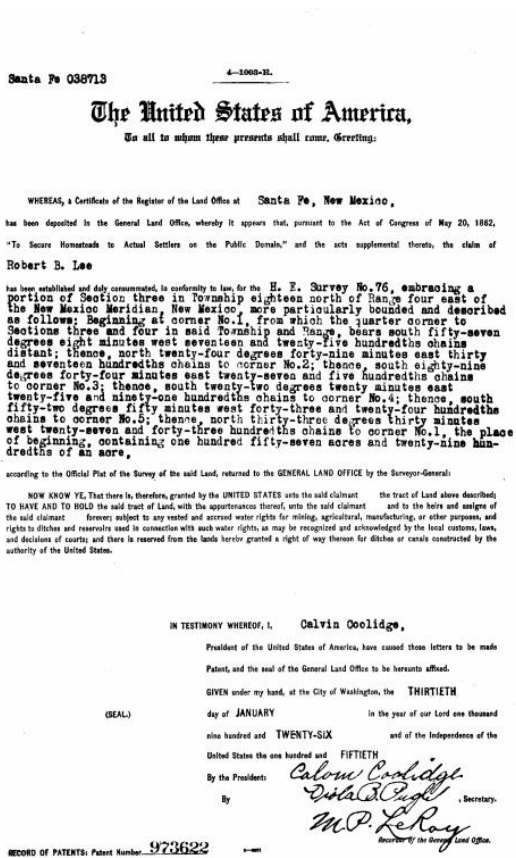 4—1003-R.
Santa Fe 038713
The United States of America,
To all to whom these presents shall come, Greeting:
WHEREAS, a Certificate of the Register of the Land Office at Santa Fe, New Mexico,
has been deposited in the General Land Office, whereby it appears that, pursuant to the Act of Congress of May 20, 1862,
"To Secure Homesteads to Actual Settlers on the Public Domain," and the acts supplemental thereto, the claim of
Robert B. Lee
has been established and duly consummated, in conformity to law, for the H. E. Survey No.76, embracing a
portion of Section three in Township eighteen north of Range four east of
the New Mexico Meridian, New Mexico, more particularly bounded and described
as follows: Beginning at corner No.1, from which the quarter corner to
Sections three and four in said Township and Range, bears south fifty-seven
degrees eight minutes west seventeen and twenty-five hundredths chains
distant; thence, north twenty-four degrees forty-nine minutes east thirty
and seventeen hundredths chains to corner No.2; thence, south eighty-nine
degrees forty-four minutes east twenty-seven and five hundredths chains
to corner No.3; thence, south twenty-two degrees twenty minutes east
twenty-five and ninety-one hundredths chains to corner No.4; thence, south
fifty-two degrees fifty minutes west forty-three and twenty-four hundredths
chains to corner No.5; thence, north thirty-three degrees thirty minutes
west twenty-seven and forty-three hundredths chains to corner No.1, the place
of beginning, containing one hundred fifty-seven acres and twenty-nine hun-
dredths of an acre,
according to the Official Plat of the Survey of the said Land, returned to the GENERAL LAND OFFICE by the Surveyor-General:
NOW KNOW YE, That there is, therefore, granted by the UNITED STATES unto the said claimant the tract of Land above described;
TO HAVE AND TO HOLD the said tract of Land, with the appurtenances thereof, unto the said claimant and to the heirs and assigns of
the said claimant forever; subject to any vested and accrued water rights for mining, agricultural, manufacturing, or other purposes, and
rights to ditches and reservoirs used in connection with such water rights, as may be recognized and acknowledged by the local customs, laws,
and decisions of courts; and there is reserved from the lands hereby granted a right of way thereon for ditches or canals constructed by the
authority of the United States.
IN TESTIMONY WHEREOF, I, Calvin Coolidge,
President of the United States of America, have caused these letters to be made
Patent, and the seal of the General Land Office to be hereunto affixed.
GIVEN under my hand, at the City of Washington, the THIRTIETH
(SEAL.) day of JANUARY in the year of our Lord one thousand
nine hundred and TWENTY-SIX and of the Independence of the
United States the one hundred and FIFTIETH
By the President: Calvin Coolidge
By Viola B. Pugh, Secretary.
M.P. LeRoy
Recorder of the General Land Office.
RECORD OF PATENTS: Patent Number 973622